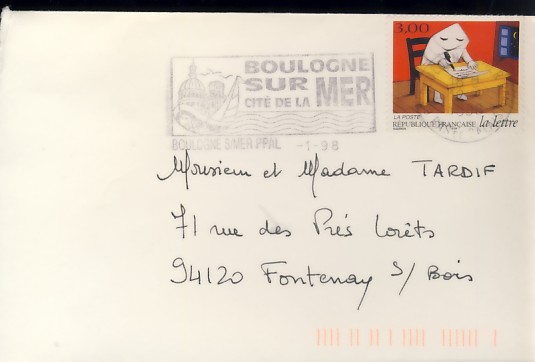 3,00
LA POSTE
RÉPUBLIQUE FRANÇAISE la lettre
BOULOGNE
SUR
CITÉ DE LA MER
BOULOGNE S/MER PPAL -1-98
Monsieur et Madame TARDIF
71 rue des Prés Lorêts
94120 Fontenay s/ Bois